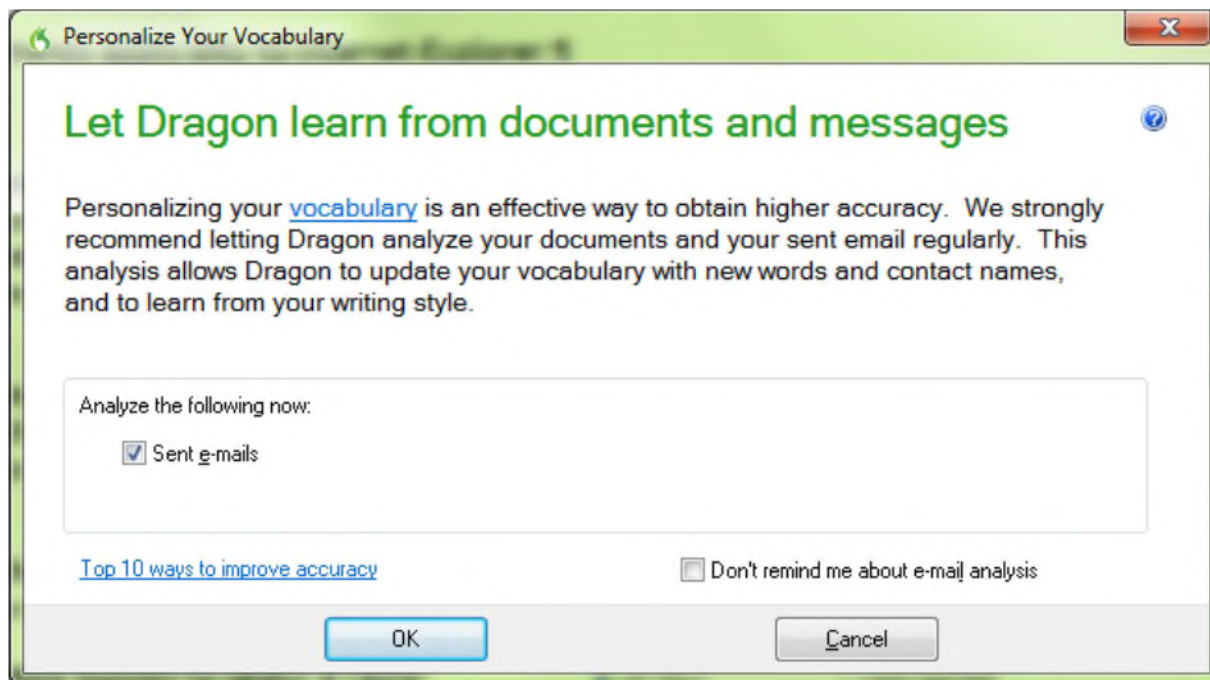 Personalize Your Vocabulary
Let Dragon learn from documents and messages
Personalizing your vocabulary is an effective way to obtain higher accuracy.  We strongly
recommend letting Dragon analyze your documents and your sent email regularly.  This
analysis allows Dragon to update your vocabulary with new words and contact names,
and to learn from your writing style.
Analyze the following now:
Sent e-mails
Top 10 ways to improve accuracy
Don't remind me about e-mail analysis
OK
Cancel